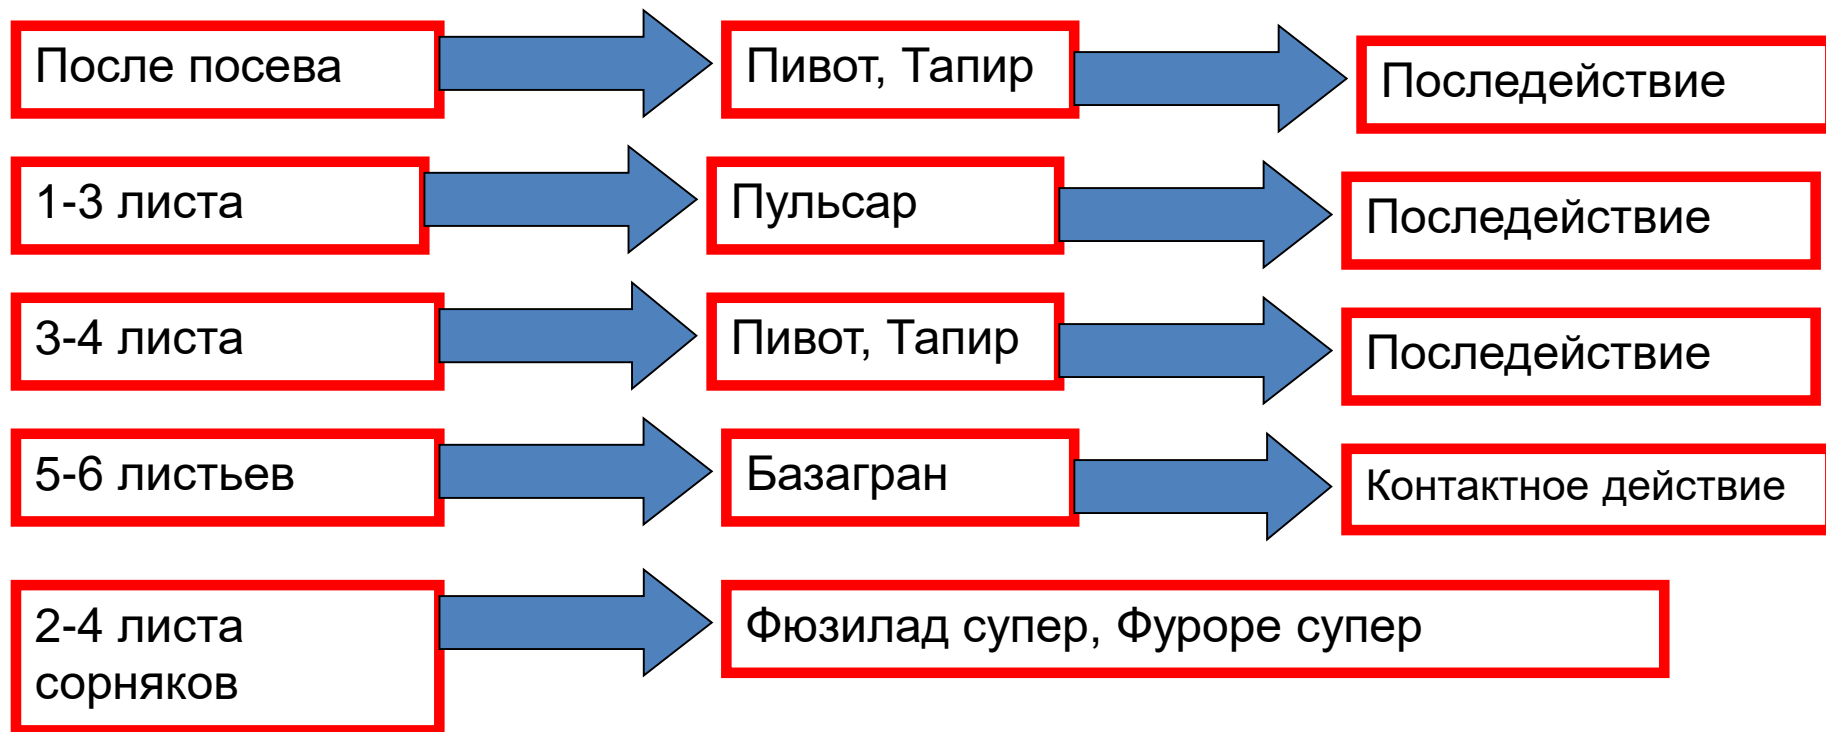 После посева
Пивот, Тапир
Последействие
1-3 листа
Пульсар
Последействие
3-4 листа
Пивот, Тапир
Последействие
5-6 листьев
Базагран
Контактное действие
2-4 листа
сорняков
Фюзилад супер, Фуроре супер